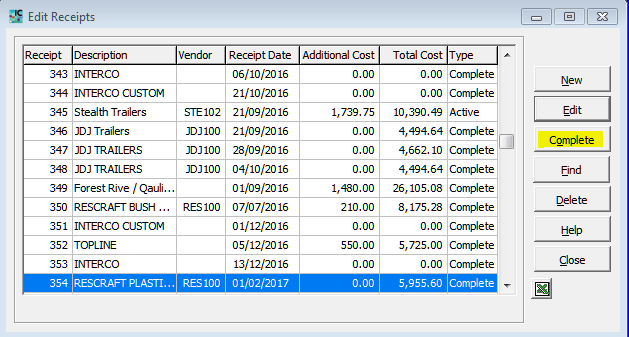 IC
Edit Receipts
Receipt Description Vendor Receipt Date Additional Cost Total Cost Type
343 INTERCO 06/10/2016 0.00 0.00 Complete
344 INTERCO CUSTOM 21/10/2016 0.00 0.00 Complete
345 Stealth Trailers STE102 21/09/2016 1,739.75 10,390.49 Active
346 JDJ Trailers JDJ100 21/09/2016 0.00 4,494.64 Complete
347 JDJ TRAILERS JDJ100 28/09/2016 0.00 4,662.10 Complete
348 JDJ TRAILERS JDJ100 04/10/2016 0.00 4,494.64 Complete
349 Forest Rive / Qauli... 01/09/2016 1,480.00 26,105.08 Complete
350 RESCRAFT BUSH ... RES100 07/07/2016 210.00 8,175.28 Complete
351 INTERCO CUSTOM 01/12/2016 0.00 0.00 Complete
352 TOPLINE 05/12/2016 550.00 5,725.00 Complete
353 INTERCO 13/12/2016 0.00 0.00 Complete
354 RESCRAFT PLASTI... RES100 01/02/2017 0.00 5,955.60 Complete
New
Edit
Complete
Find
Delete
Help
Close